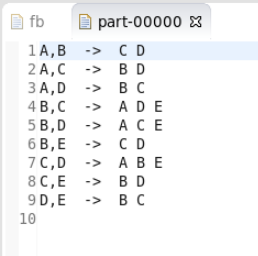 fb part-00000
1 A,B -> C D
2 A,C -> B D
3 A,D -> B C
4 B,C -> A D E
5 B,D -> A C E
6 B,E -> C D
7 C,D -> A B E
8 C,E -> B D
9 D,E -> B C
10